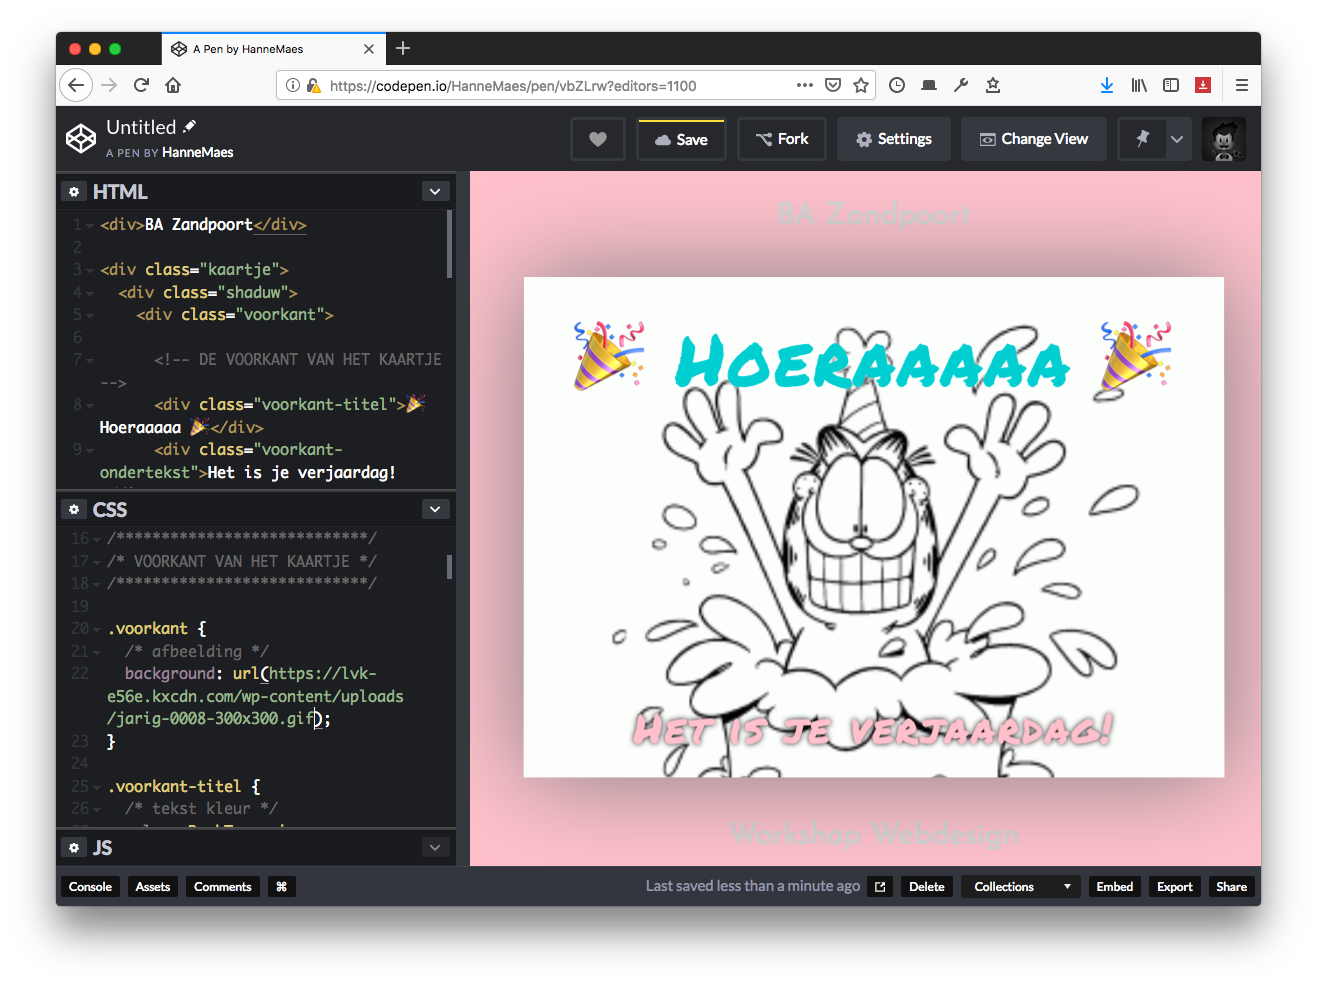 A Pen by HanneMaes
https://codepen.io/HanneMaes/pen/vbZLrw?editors=1100
Untitled
A PEN BY HanneMaes
Save
Fork
Settings
Change View
HTML
1 <div>BA Zandpoort</div>
2
3 <div class="kaartje">
4 <div class="shaduw">
5 <div class="voorkant">
6
7 <!-- DE VOORKANT VAN HET KAARTJE
-->
8 <div class="voorkant-titel">🎉
Hoeraaaaa 🎉</div>
9 <div class="voorkant-
ondertekst">Het is je verjaardag!
CSS
16 /****************************/
17 /* VOORKANT VAN HET KAARTJE */
18 /****************************/
19
20 .voorkant {
21 /* afbeelding */
22 background: url(https://lvk-
e56e.kxcdn.com/wp-content/uploads
/jarig-0008-300x300.gif);
23 }
24
25 .voorkant-titel {
26 /* tekst kleur */
JS
BA Zandpoort
🎉 Hoeraaaaa 🎉
Het is je verjaardag!
Workshop Webdesign
Console
Assets
Comments
⌘
Last saved less than a minute ago
Delete
Collections
Embed
Export
Share